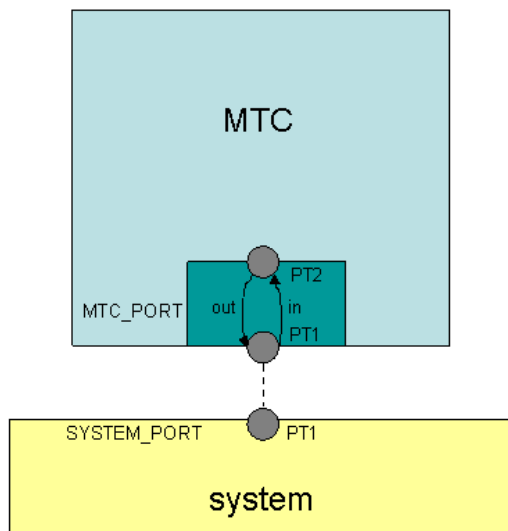 MTC
PT2
MTC_PORT
out
in
PT1
SYSTEM_PORT
PT1
system